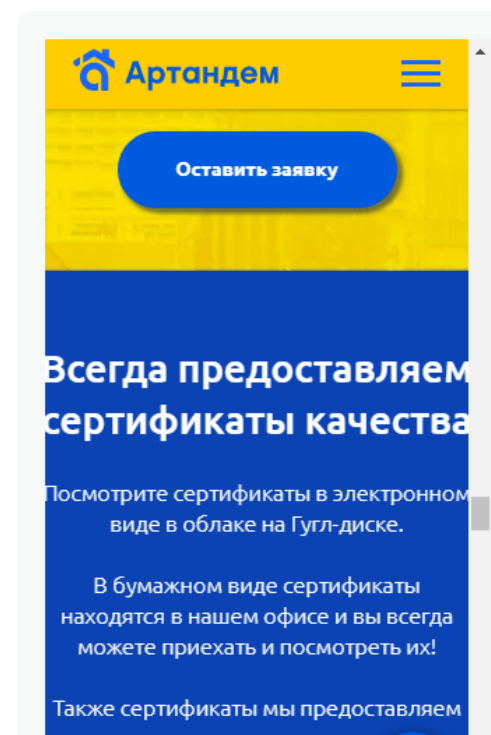 Артандем
Оставить заявку
Всегда предоставляем
сертификаты качества
Посмотрите сертификаты в электронном
виде в облаке на Гугл-диске.
В бумажном виде сертификаты
находятся в нашем офисе и вы всегда
можете приехать и посмотреть их!
Также сертификаты мы предоставляем